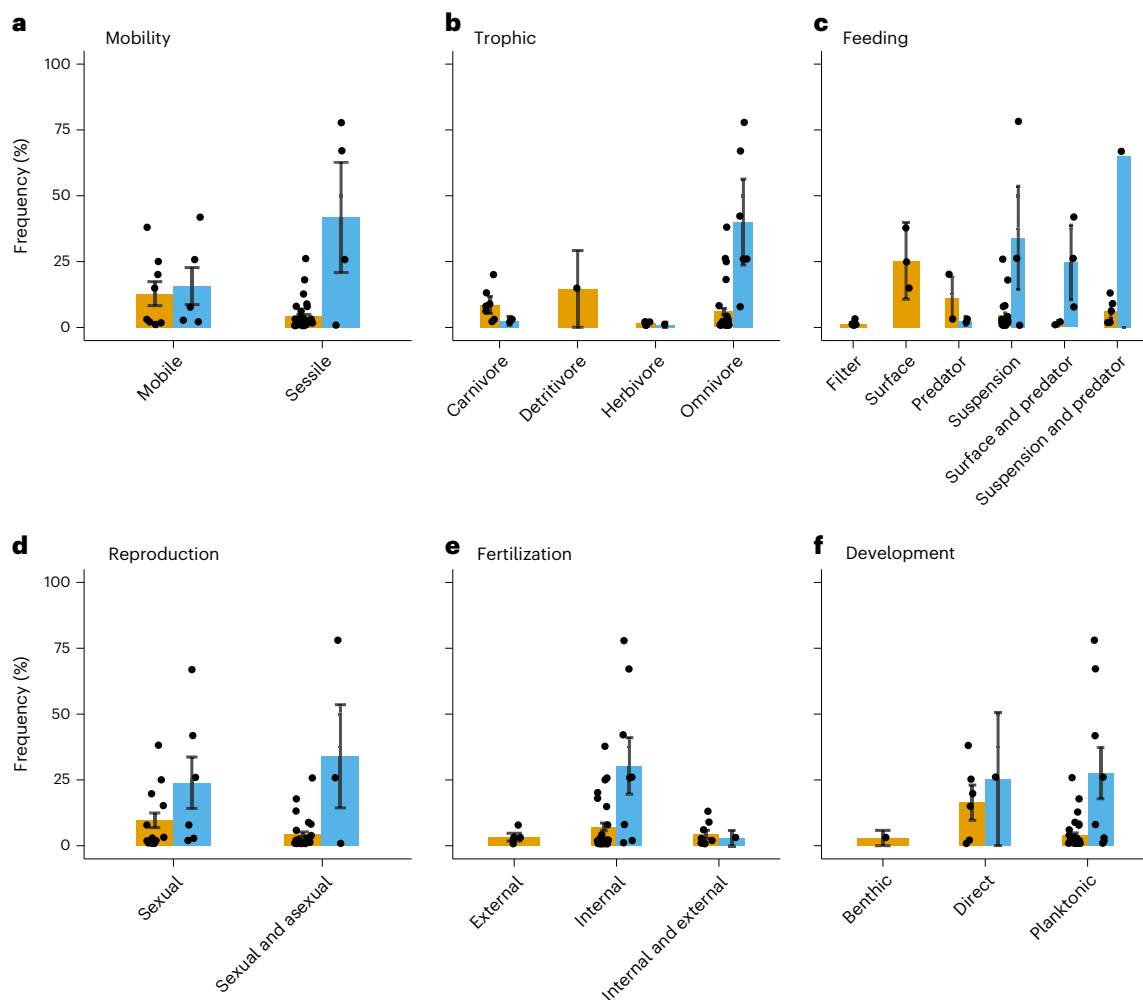 a
Mobility
Frequency (%)
100
75
50
25
0
Mobile
Sessile
b
Trophic
Carnivore
Detritivore
Herbivore
Omnivore
c
Feeding
Filter
Surface
Predator
Suspension
Surface and predator
Suspension and predator
d
Reproduction
Frequency (%)
100
75
50
25
0
Sexual
Sexual and asexual
e
Fertilization
External
Internal
Internal and external
f
Development
Benthic
Direct
Planktonic